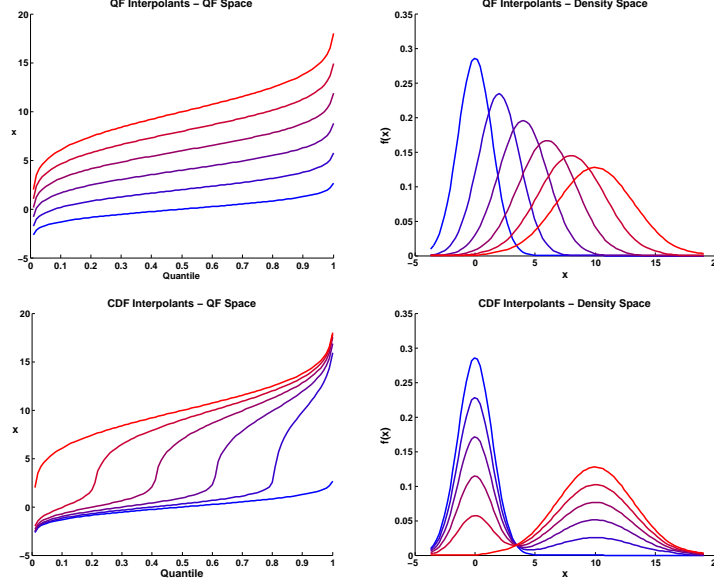 QF Interpolants – QF Space
20
15
10
5
0
−5
x
0 0.1 0.2 0.3 0.4 0.5 0.6 0.7 0.8 0.9 1
Quantile
QF Interpolants – Density Space
0.35
0.3
0.25
0.2
0.15
0.1
0.05
0
f(x)
−5 0 5 10 15 20
x
CDF Interpolants – QF Space
20
15
10
5
0
−5
x
0 0.1 0.2 0.3 0.4 0.5 0.6 0.7 0.8 0.9 1
Quantile
CDF Interpolants – Density Space
0.35
0.3
0.25
0.2
0.15
0.1
0.05
0
f(x)
−5 0 5 10 15 20
x